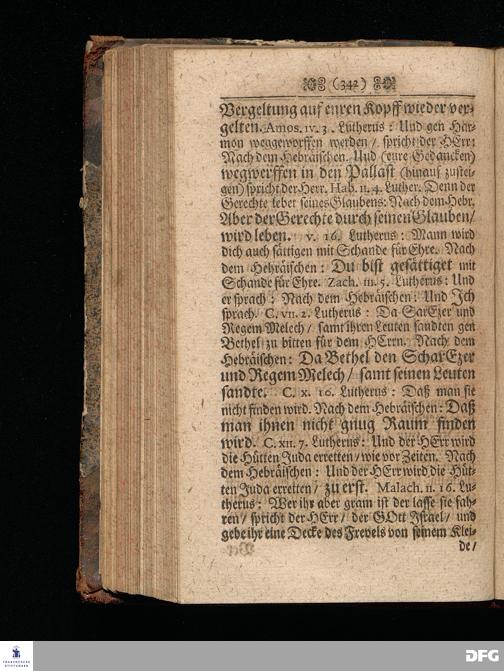 (342)
Vergeltung auf euren Kopff wieder ver-
gelten. Amos. IV. 3. Lutherus: Und gen Har-
mon weggeworffen werden / spricht der HErr:
Nach dem Hebräischen. Und (eure Gedancken)
wegwerffen in den Pallast (hinauf zustei-
gen) spricht der Herr. Hab. II. 4. Luther. Denn der
Gerechte lebet seines Glaubens: Nach dem Hebr.
Aber der Gerechte durch seinen Glauben /
wird leben. v. 16. Lutherus: Mann wird
dich auch sättigen mit Schande für Ehre. Nach
dem Hebräischen: Du bist gesättiget mit
Schande für Ehre. Zach. III. 5. Lutherus: Und
er sprach: Nach dem Hebräischen: Und Jch
sprach. C. VII. 2. Lutherus: Da SarEzer und
Regem Melech / samt ihren Leuten sandten gen
Bethel zu bitten für dem HErrn. Nach dem
Hebräischen: Da Bethel den ScharEzer
und Regem Melech / samt seinen Leuten
sandte. C. X. 10. Lutherus: Daß man sie
nicht finden wird. Nach dem Hebräischen: Daß
man ihnen nicht gnug Raum finden
wird. C. XII. 7. Lutherus: Und der HErr wird
die Hütten Juda erretten / wie vor Zeiten. Nach
dem Hebräischen: Und der HErr wird die Hüt-
ten Juda erretten / zu erst. Malach. II. 16. Lu-
therus: Wer ihr aber gram ist der lasse sie fah-
ren / spricht der HErr / der GOtt Jsrael / und
gebe ihr eine Decke des Frevels von seinem Klei-
de /
FRANCKESCHE
STIFTUNGEN
DFG